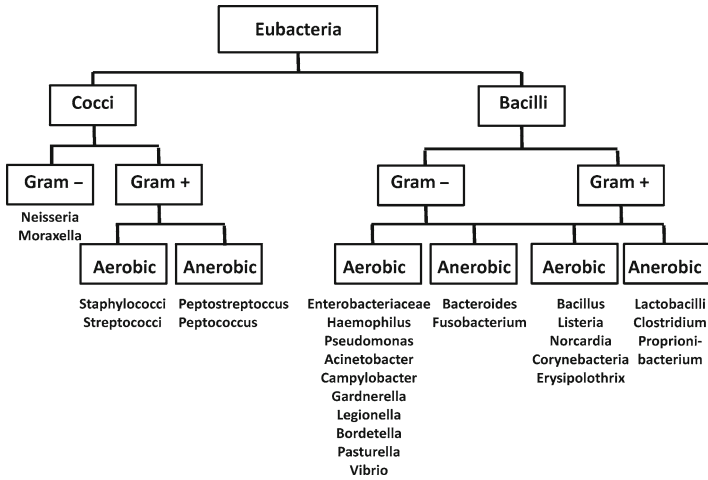 Eubacteria
Cocci
Bacilli
Gram –
Gram +
Gram –
Gram +
Neisseria
Moraxella
Aerobic
Anerobic
Aerobic
Anerobic
Aerobic
Anerobic
Staphylococci
Streptococci
Peptostreptoccus
Peptococcus
Enterobacteriaceae
Haemophilus
Pseudomonas
Acinetobacter
Campylobacter
Gardnerella
Legionella
Bordetella
Pasturella
Vibrio
Bacteroides
Fusobacterium
Bacillus
Listeria
Norcardia
Corynebacteria
Erysipolothrix
Lactobacilli
Clostridium
Proprioni-
bacterium